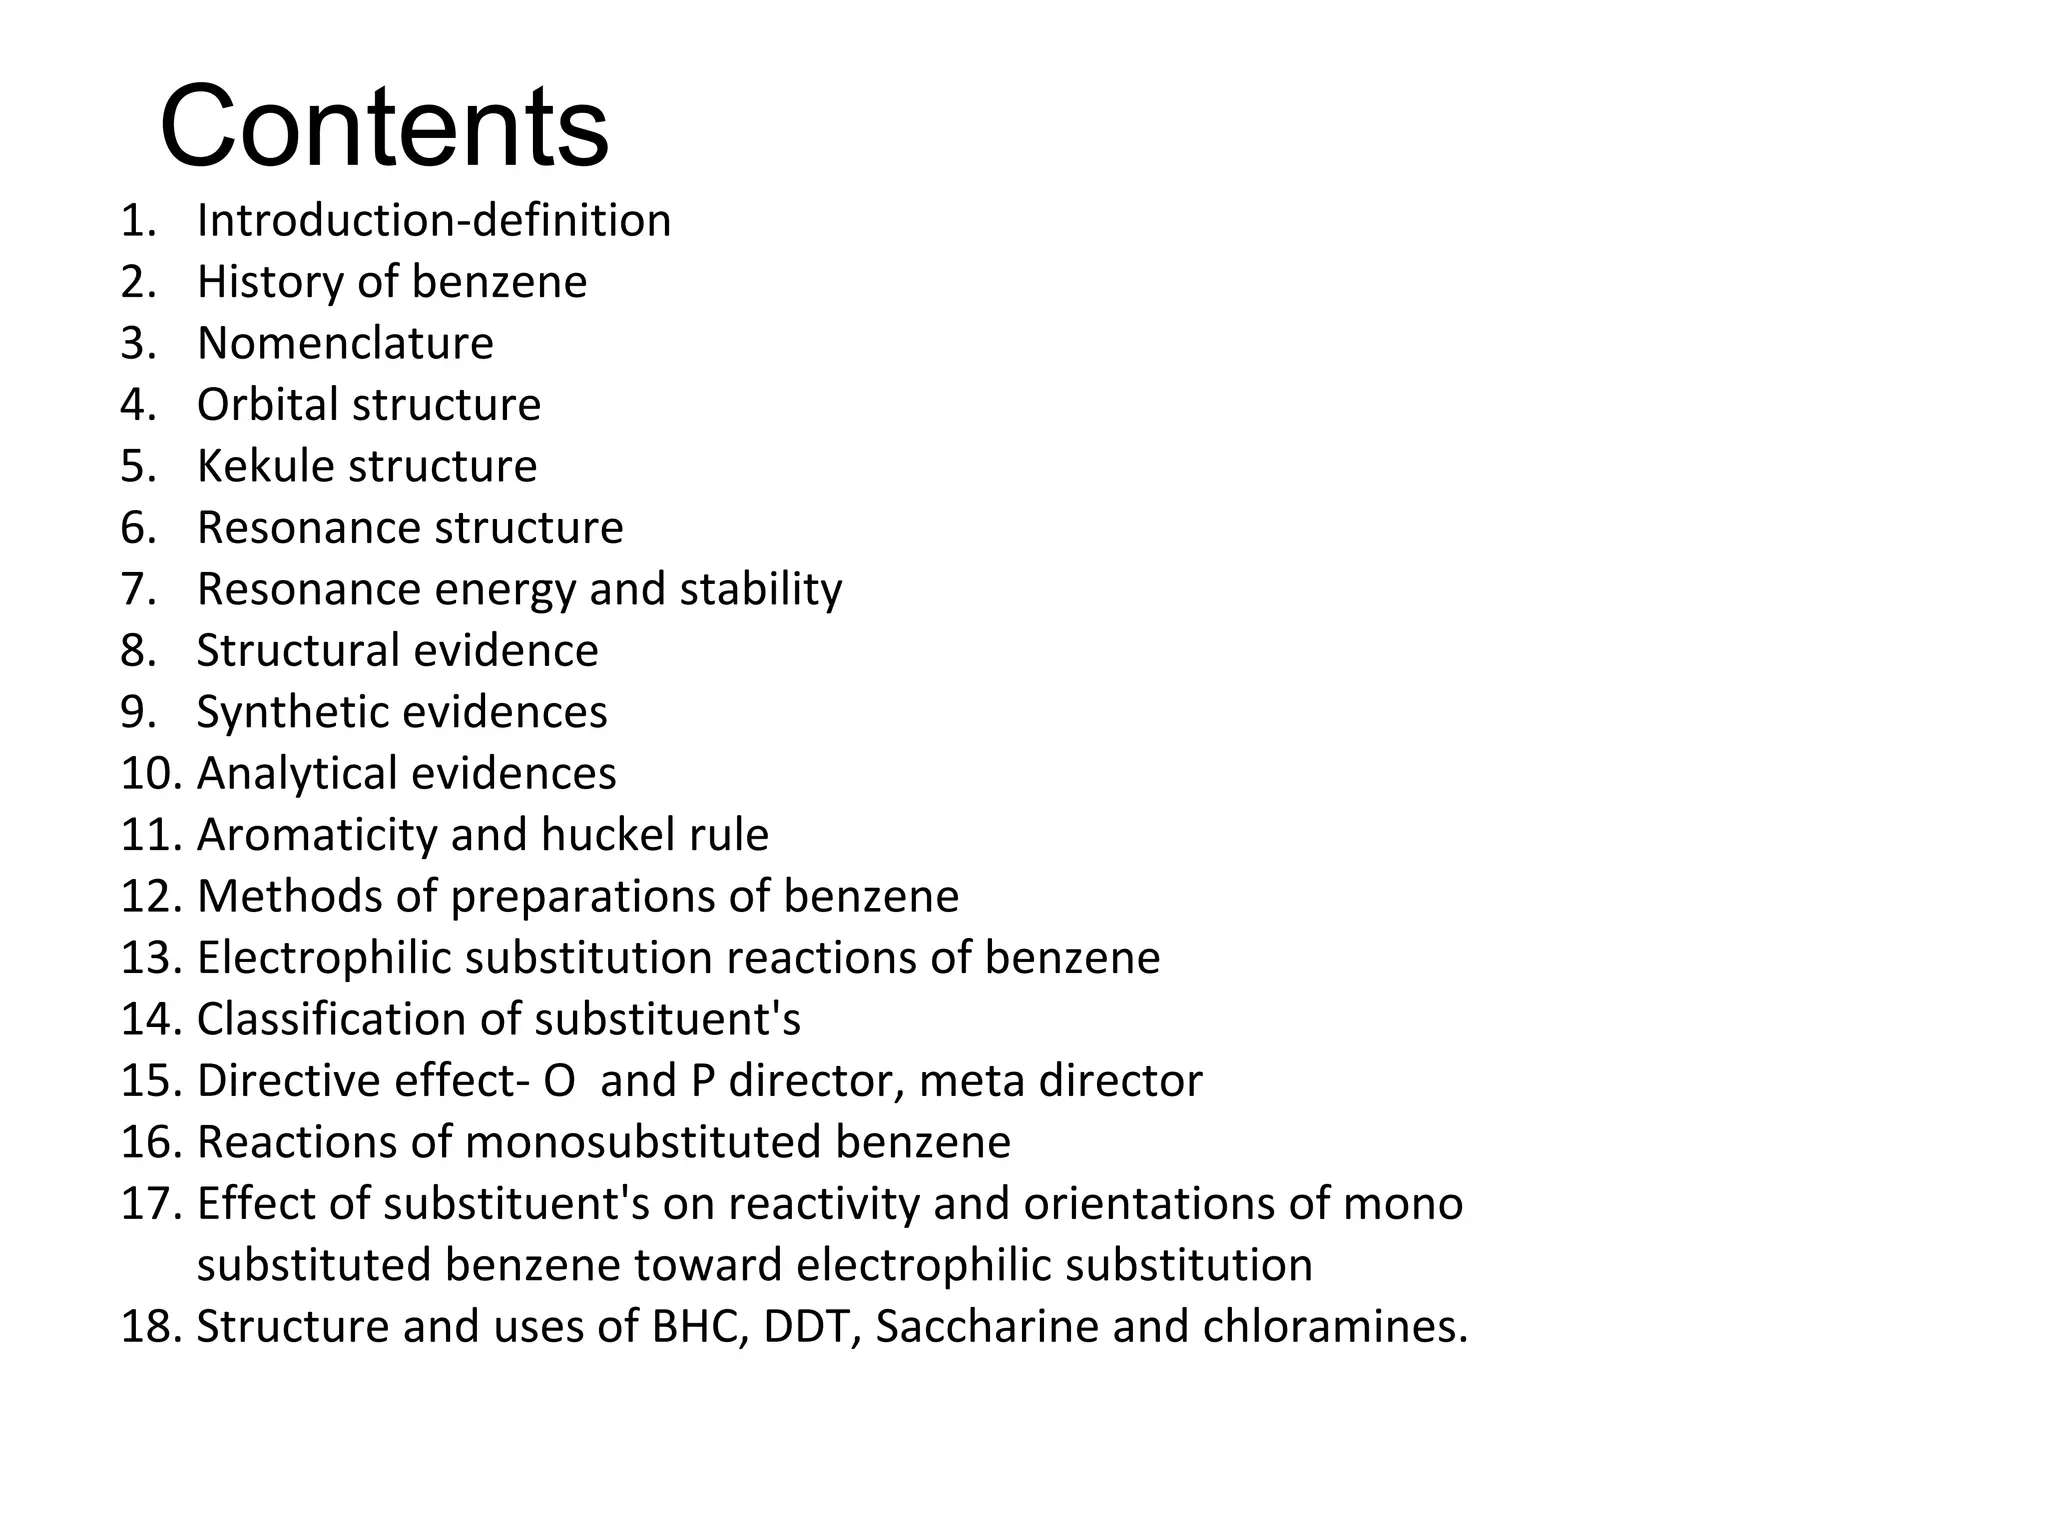 Contents
1. Introduction-definition
2. History of benzene
3. Nomenclature
4. Orbital structure
5. Kekule structure
6. Resonance structure
7. Resonance energy and stability
8. Structural evidence
9. Synthetic evidences
10. Analytical evidences
11. Aromaticity and huckel rule
12. Methods of preparations of benzene
13. Electrophilic substitution reactions of benzene
14. Classification of substituent's
15. Directive effect- O  and P director, meta director
16. Reactions of monosubstituted benzene
17. Effect of substituent's on reactivity and orientations of mono
substituted benzene toward electrophilic substitution
18. Structure and uses of BHC, DDT, Saccharine and chloramines.